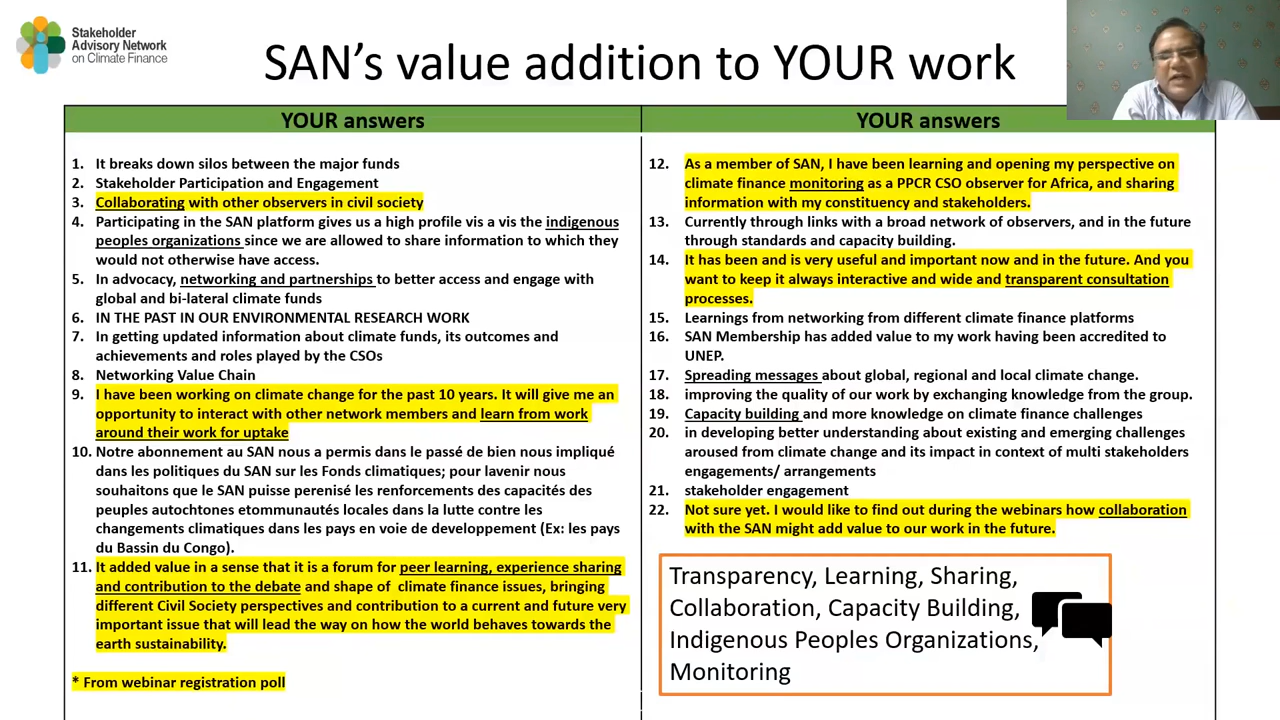 Stakeholder
Advisory Network
on Climate Finance
SAN's value addition to YOUR work
YOUR answers
1. It breaks down silos between the major funds
2. Stakeholder Participation and Engagement
3. Collaborating with other observers in civil society
4. Participating in the SAN platform gives us a high profile vis a vis the indigenous
peoples organizations since we are allowed to share information to which they
would not otherwise have access.
5. In advocacy, networking and partnerships to better access and engage with
global and bi-lateral climate funds
6. IN THE PAST IN OUR ENVIRONMENTAL RESEARCH WORK
7. In getting updated information about climate funds, its outcomes and
achievements and roles played by the CSOs
8. Networking Value Chain
9. I have been working on climate change for the past 10 years. It will give me an
opportunity to interact with other network members and learn from work
around their work for uptake
10. Notre abonnement au SAN nous a permis dans le passé de bien nous impliqué
dans les politiques du SAN sur les Fonds climatiques; pour lavenir nous
souhaitons que le SAN puisse perenisé les renforcements des capacités des
peuples autochtones etommunautés locales dans la lutte contre les
changements climatiques dans les pays en voie de developpement (Ex: les pays
du Bassin du Congo).
11. It added value in a sense that it is a forum for peer learning, experience sharing
and contribution to the debate and shape of climate finance issues, bringing
different Civil Society perspectives and contribution to a current and future very
important issue that will lead the way on how the world behaves towards the
earth sustainability.
* From webinar registration poll
YOUR answers
12. As a member of SAN, I have been learning and opening my perspective on
climate finance monitoring as a PPCR CSO observer for Africa, and sharing
information with my constituency and stakeholders.
13. Currently through links with a broad network of observers, and in the future
through standards and capacity building.
14. It has been and is very useful and important now and in the future. And you
want to keep it always interactive and wide and transparent consultation
processes.
15. Learnings from networking from different climate finance platforms
16. SAN Membership has added value to my work having been accredited to
UNEP.
17. Spreading messages about global, regional and local climate change.
18. improving the quality of our work by exchanging knowledge from the group.
19. Capacity building and more knowledge on climate finance challenges
20. in developing better understanding about existing and emerging challenges
aroused from climate change and its impact in context of multi stakeholders
engagements/ arrangements
21. stakeholder engagement
22. Not sure yet. I would like to find out during the webinars how collaboration
with the SAN might add value to our work in the future.
Transparency, Learning, Sharing,
Collaboration, Capacity Building,
Indigenous Peoples Organizations,
Monitoring